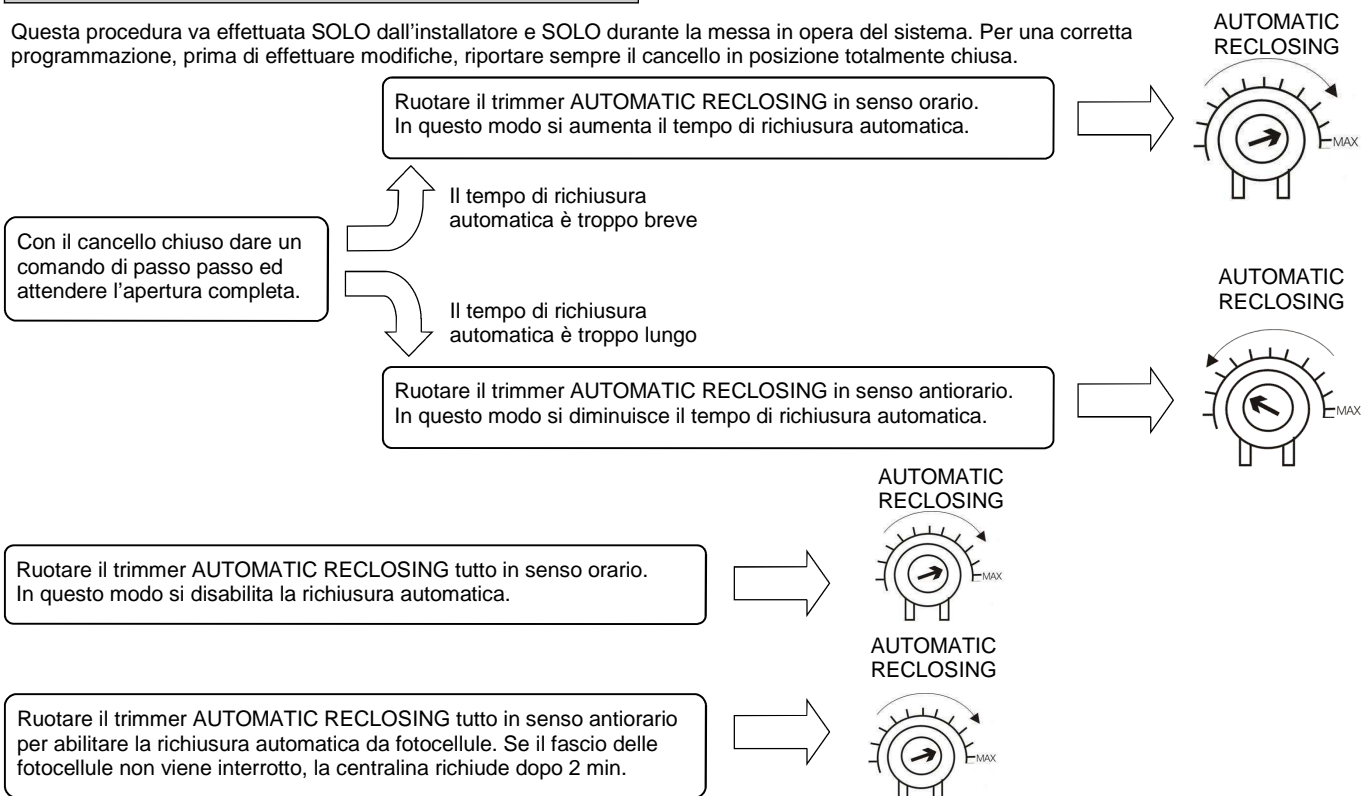 Questa procedura va effettuata SOLO dall’installatore e SOLO durante la messa in opera del sistema. Per una corretta
programmazione, prima di effettuare modifiche, riportare sempre il cancello in posizione totalmente chiusa.
AUTOMATIC
RECLOSING
Ruotare il trimmer AUTOMATIC RECLOSING in senso orario.
In questo modo si aumenta il tempo di richiusura automatica.
MAX
Il tempo di richiusura
automatica è troppo breve
Con il cancello chiuso dare un
comando di passo passo ed
attendere l’apertura completa.
Il tempo di richiusura
automatica è troppo lungo
AUTOMATIC
RECLOSING
Ruotare il trimmer AUTOMATIC RECLOSING in senso antiorario.
In questo modo si diminuisce il tempo di richiusura automatica.
MAX
AUTOMATIC
RECLOSING
Ruotare il trimmer AUTOMATIC RECLOSING tutto in senso orario.
In questo modo si disabilita la richiusura automatica.
MAX
AUTOMATIC
RECLOSING
Ruotare il trimmer AUTOMATIC RECLOSING tutto in senso antiorario
per abilitare la richiusura automatica da fotocellule. Se il fascio delle
fotocellule non viene interrotto, la centralina richiude dopo 2 min.
MAX